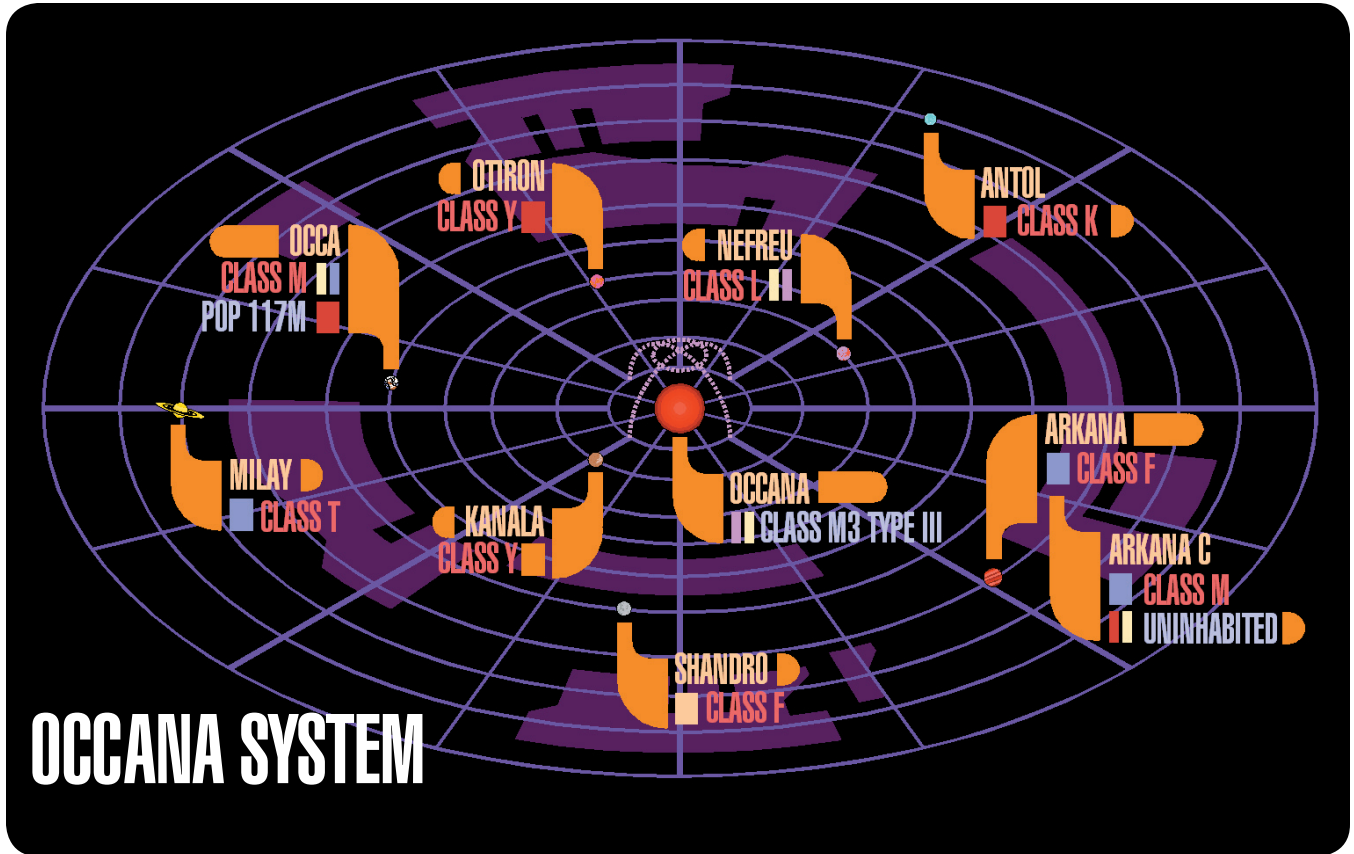 OTIRON
CLASS Y
ANTOL
CLASS K
OCCA
CLASS M
POP 117M
NEFREU
CLASS L
MILAY
CLASS T
KANALA
CLASS Y
OCCANA
CLASS M3 TYPE III
ARKANA
CLASS F
ARKANA C
CLASS M
UNINHABITED
SHANDRO
CLASS F
OCCANA SYSTEM